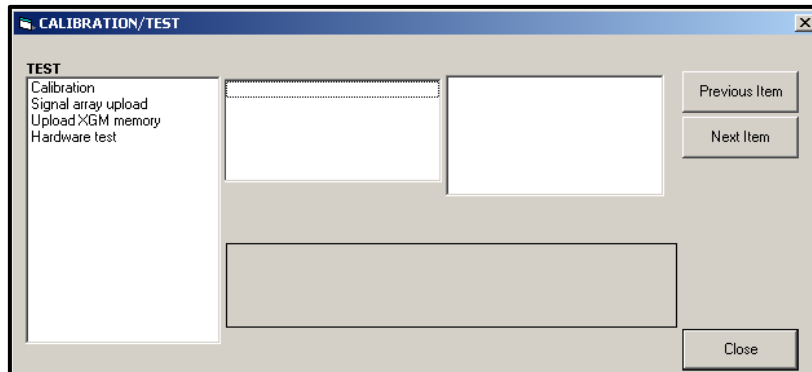 CALIBRATION/TEST
TEST
Calibration
Signal array upload
Upload XGM memory
Hardware test
Previous Item
Next Item
Close